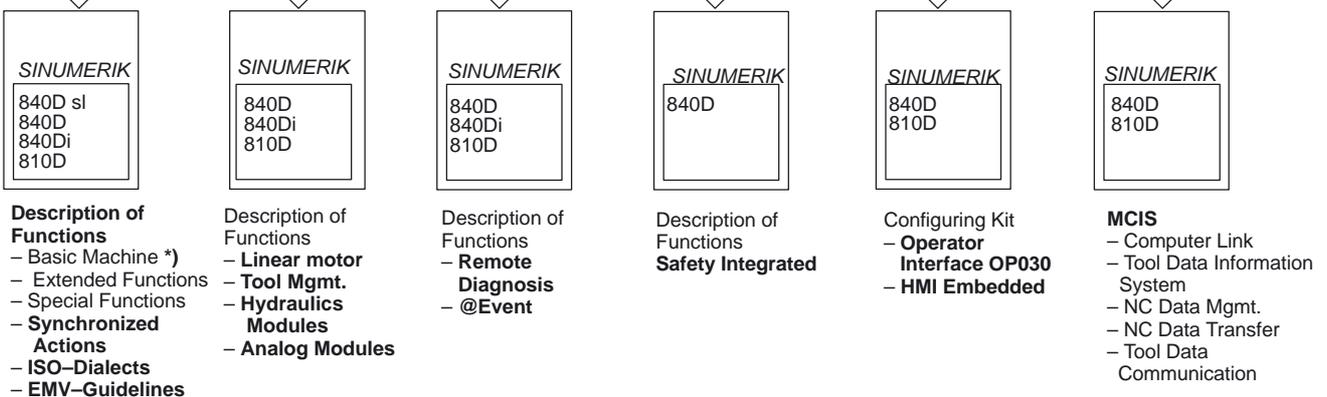 SINUMERIK
840D sl
840D
840Di
810D
Description of
Functions
– Basic Machine *)
– Extended Functions
– Special Functions
– Synchronized
Actions
– ISO–Dialects
– EMV–Guidelines
SINUMERIK
840D
840Di
810D
Description of
Functions
– Linear motor
– Tool Mgmt.
– Hydraulics
Modules
– Analog Modules
SINUMERIK
840D
840Di
810D
Description of
Functions
– Remote
Diagnosis
– @Event
SINUMERIK
840D
Description of
Functions
Safety Integrated
SINUMERIK
840D
810D
Configuring Kit
– Operator
Interface OP030
– HMI Embedded
SINUMERIK
840D
810D
MCIS
– Computer Link
– Tool Data Information
System
– NC Data Mgmt.
– NC Data Transfer
– Tool Data
Communication